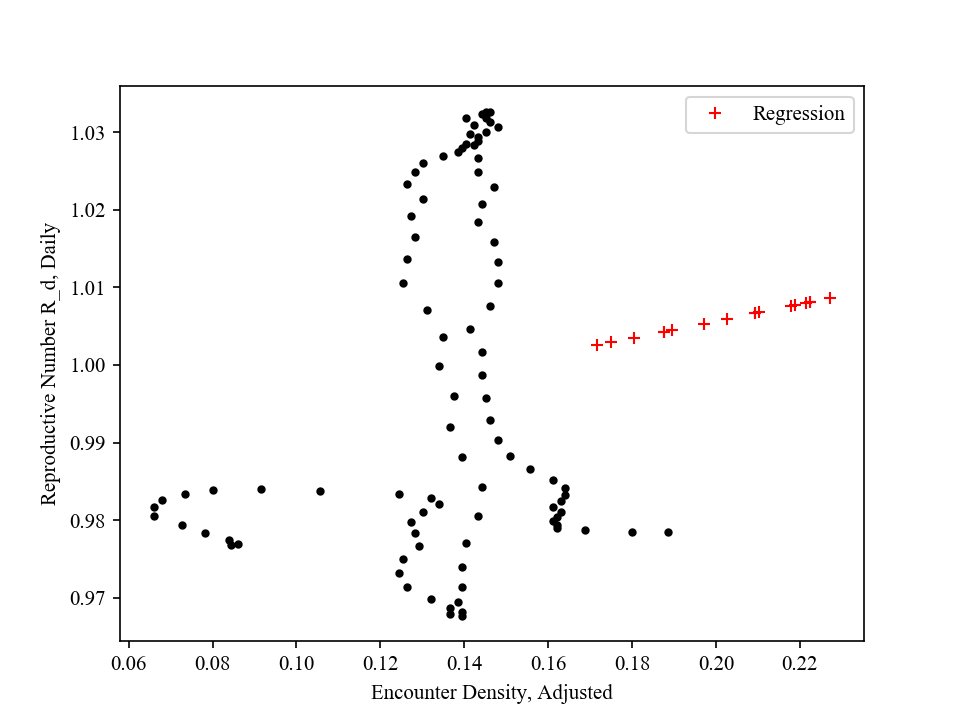 Regression
1.03
1.02
1.01
1.00
0.99
0.98
0.97
Reproductive Number R_d, Daily
0.06 0.08 0.10 0.12 0.14 0.16 0.18 0.20 0.22
Encounter Density, Adjusted